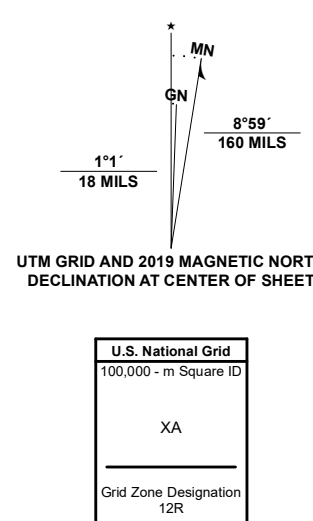 MN
GN
8°59´
160 MILS
1°1´
18 MILS
UTM GRID AND 2019 MAGNETIC NORT
DECLINATION AT CENTER OF SHEET
U.S. National Grid
100,000 - m Square ID
XA
Grid Zone Designation
12R